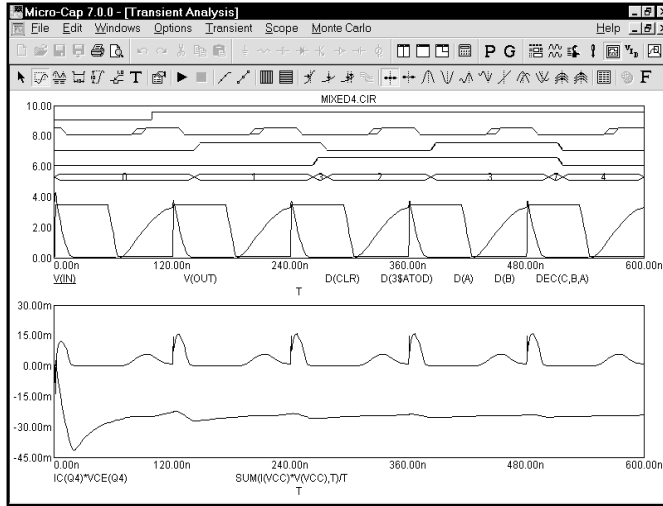 Micro-Cap 7.0.0 - [Transient Analysis]
File Edit Windows Options Transient Scope Monte Carlo Help
P G
T F
MIXED4.CIR
10.00
8.00
6.00
0 1 3 2 3 7 4
4.00
2.00
0.00
0.00n 120.00n 240.00n 360.00n 480.00n 600.00n
V(IN) V(OUT) D(CLR) D(3$ATOD) D(A) D(B) DEC(C,B,A)
T
30.00m
15.00m
0.00m
-15.00m
-30.00m
-45.00m
0.00n 120.00n 240.00n 360.00n 480.00n 600.00n
IC(Q4)*VCE(Q4) SUM(I(VCC)*V(VCC),T)/T
T